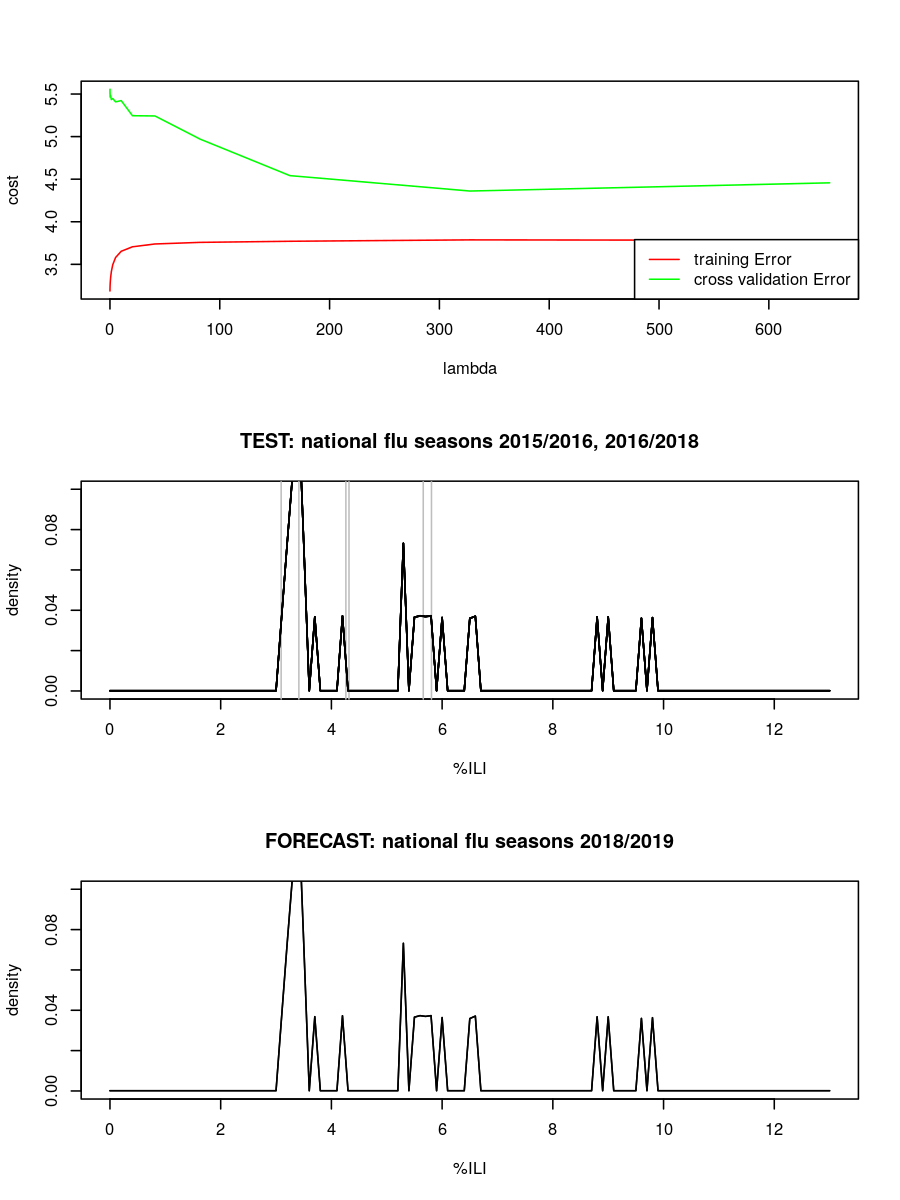 5.5
5.0
4.5
4.0
3.5
cost
training Error
cross validation Error
0 100 200 300 400 500 600
lambda
TEST: national flu seasons 2015/2016, 2016/2018
0.08
0.04
0.00
density
0 2 4 6 8 10 12
%ILI
FORECAST: national flu seasons 2018/2019
0.08
0.04
0.00
density
0 2 4 6 8 10 12
%ILI